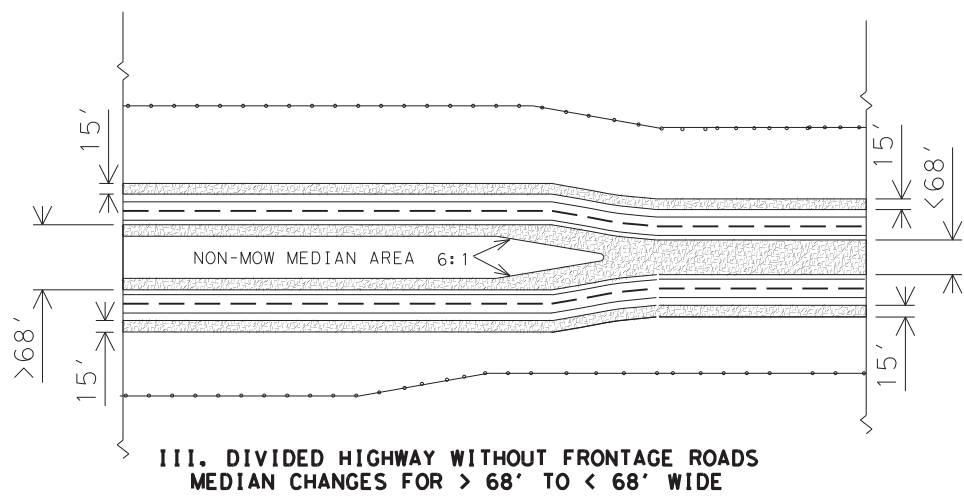 15'
15'
<68'
NON-MOW MEDIAN AREA 6:1
>68'
15'
15'
III. DIVIDED HIGHWAY WITHOUT FRONTAGE ROADS
MEDIAN CHANGES FOR > 68' TO < 68' WIDE